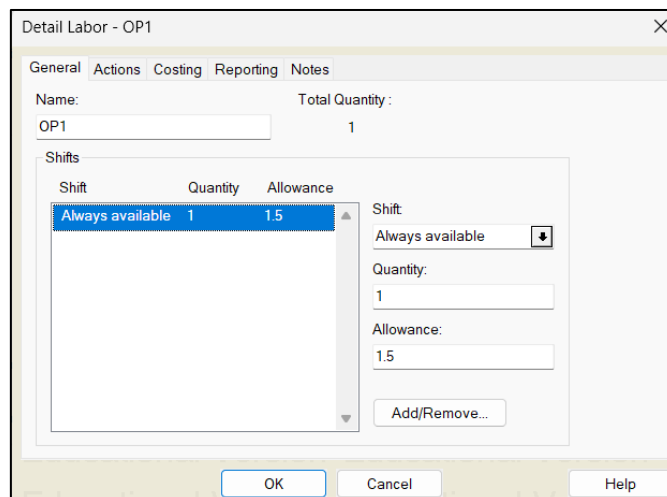 Detail Labor - OP1
General Actions Costing Reporting Notes
Name: Total Quantity :
OP1 1
Shifts
Shift Quantity Allowance
Always available 1 1.5
Shift:
Always available
Quantity:
1
Allowance:
1.5
Add/Remove...
OK Cancel Help